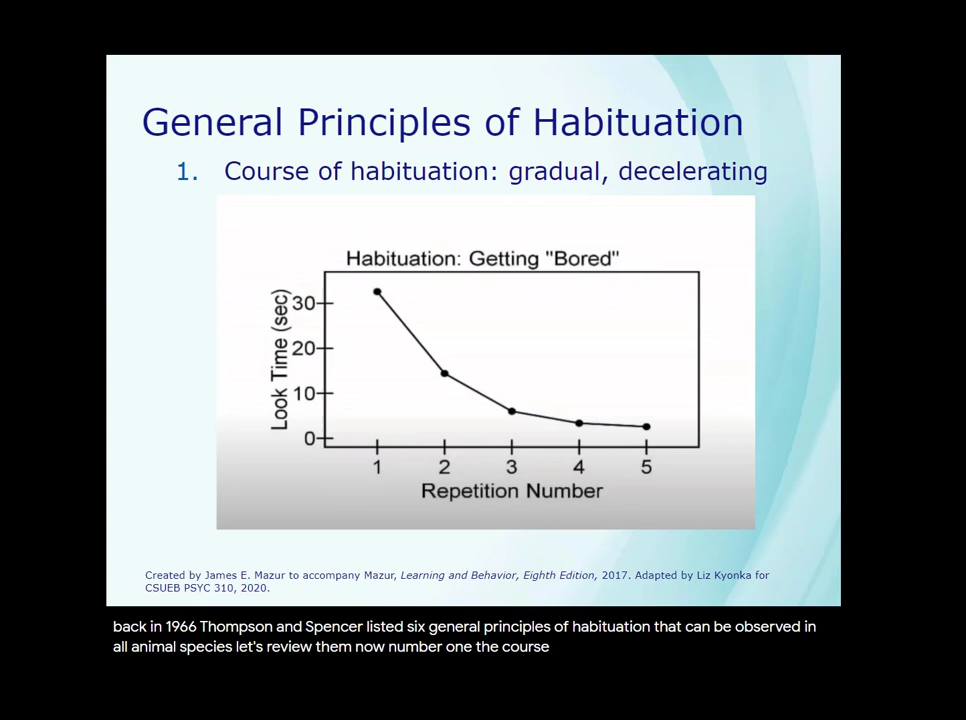 General Principles of Habituation
1. Course of habituation: gradual, decelerating
Habituation: Getting "Bored"
Look Time (sec)
30
20
10
0
1 2 3 4 5
Repetition Number
Created by James E. Mazur to accompany Mazur, Learning and Behavior, Eighth Edition, 2017. Adapted by Liz Kyonka for
CSUEB PSYC 310, 2020.
back in 1966 Thompson and Spencer listed six general principles of habituation that can be observed in
all animal species let's review them now number one the course